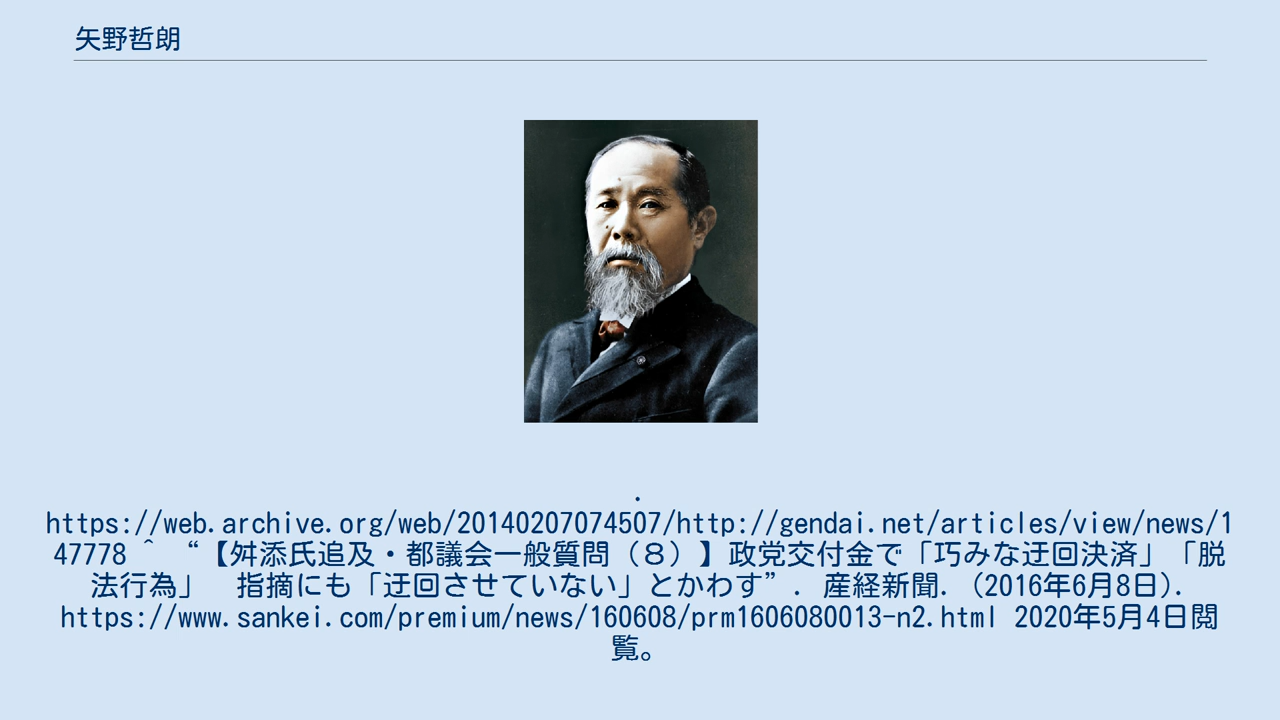 矢野哲朗
.
https://web.archive.org/web/20140207074507/http://gendai.net/articles/view/news/1
47778 ^ “【舛添氏追及・都議会一般質問（８）】政党交付金で「巧みな迂回決済」「脱
法行為」　指摘にも「迂回させていない」とかわす”. 産経新聞. (2016年6月8日).
https://www.sankei.com/premium/news/160608/prm1606080013-n2.html 2020年5月4日閲
覧。